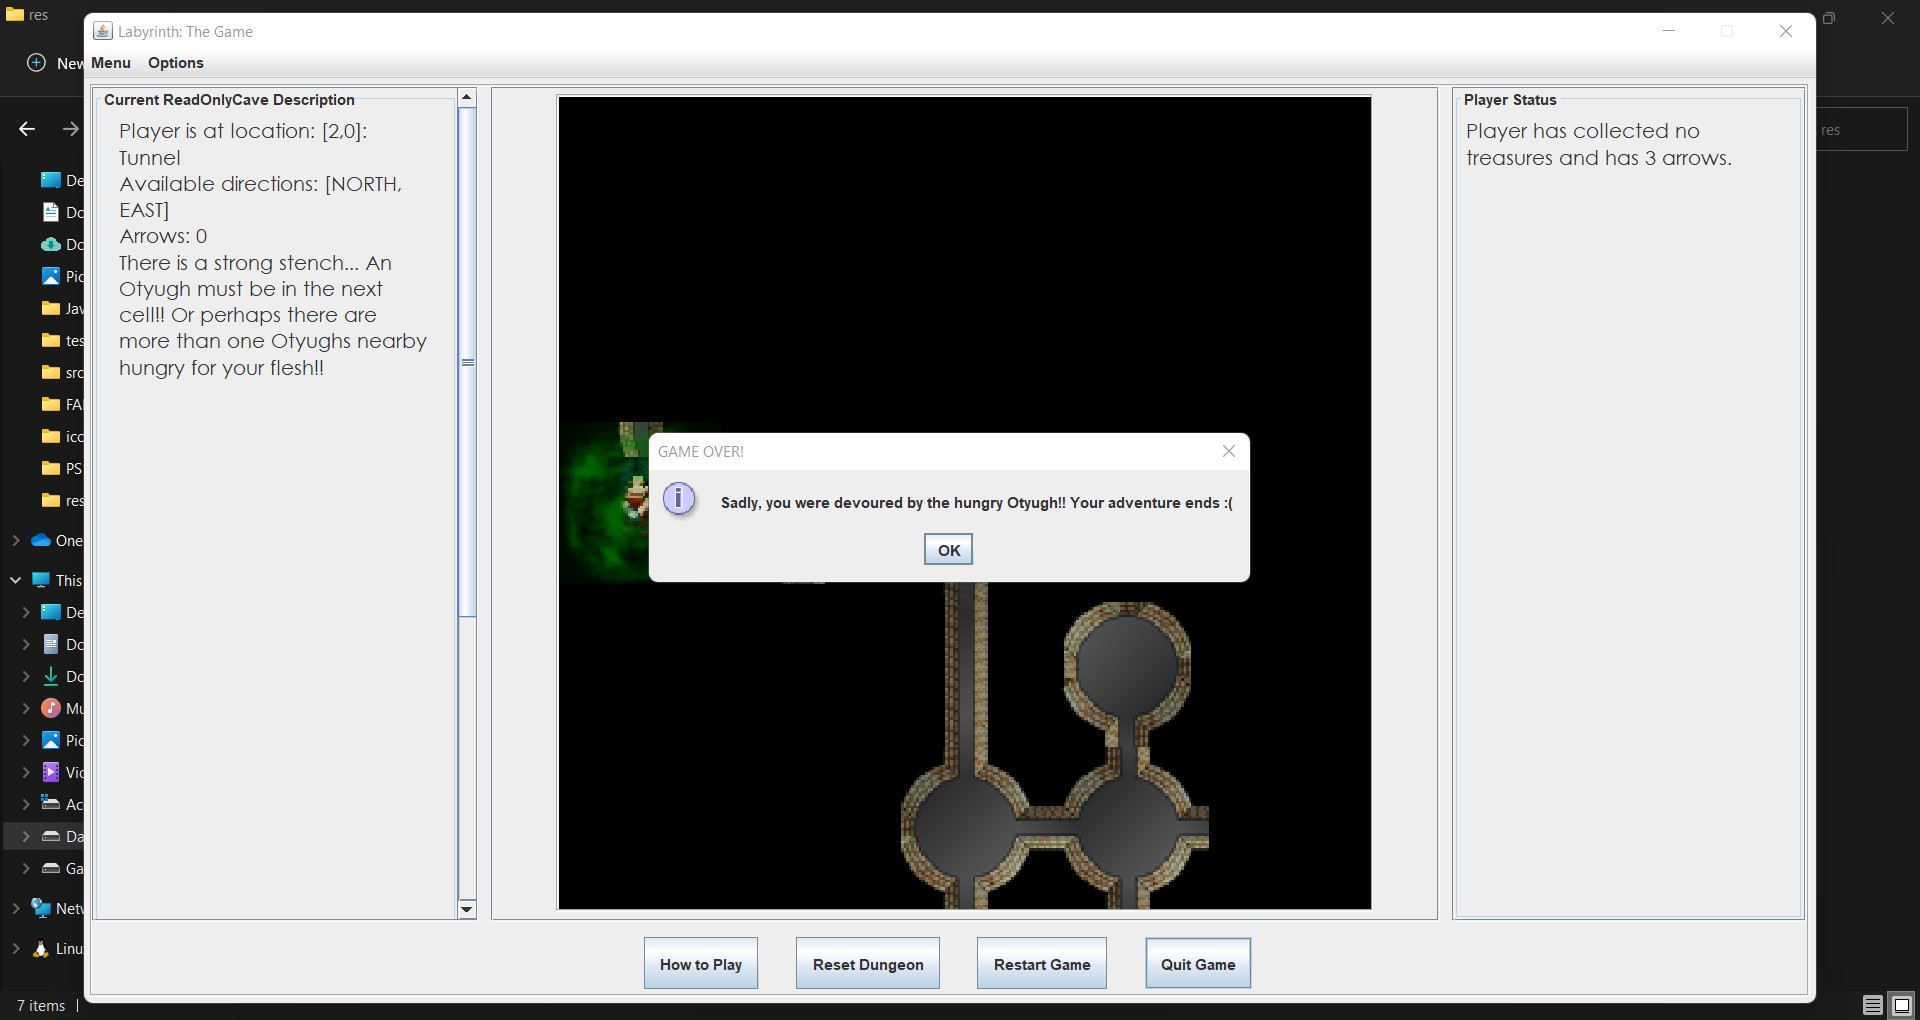 res
Labyrinth: The Game
New
Menu Options
Current ReadOnlyCave Description
Player is at location: [2,0]:
Tunnel
Available directions: [NORTH,
EAST]
Arrows: 0
There is a strong stench... An
Otyugh must be in the next
cell!! Or perhaps there are
more than one Otyughs nearby
hungry for your flesh!!
Player Status
Player has collected no
treasures and has 3 arrows.
res
De
Do
Do
Pic
Jav
tes
src
FA
ico
PS
res
One
This
De
Do
Do
Mu
Pic
Vid
Ac
Da
Ga
Netw
Linu
GAME OVER!
i
Sadly, you were devoured by the hungry Otyugh!! Your adventure ends :(
OK
How to Play
Reset Dungeon
Restart Game
Quit Game
7 items